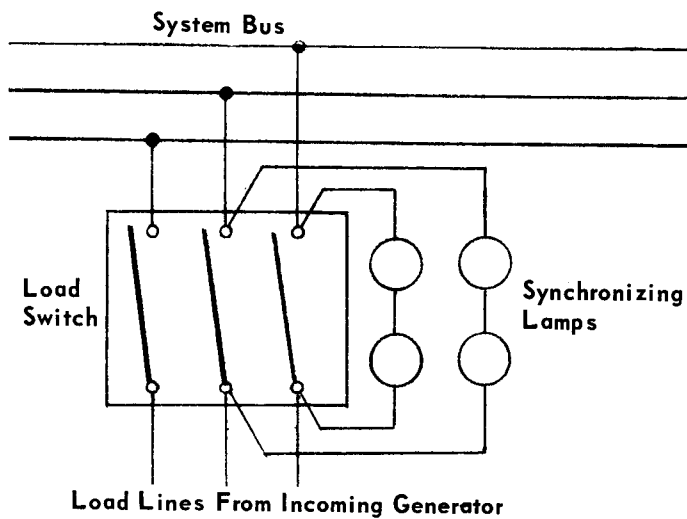 System Bus
Load
Switch
Synchronizing
Lamps
Load Lines From Incoming Generator